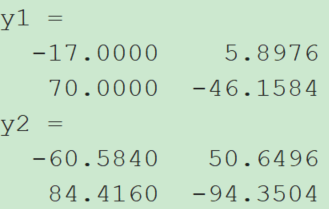 y1 =
-17.0000 5.8976
70.0000 -46.1584
y2 =
-60.5840 50.6496
84.4160 -94.3504